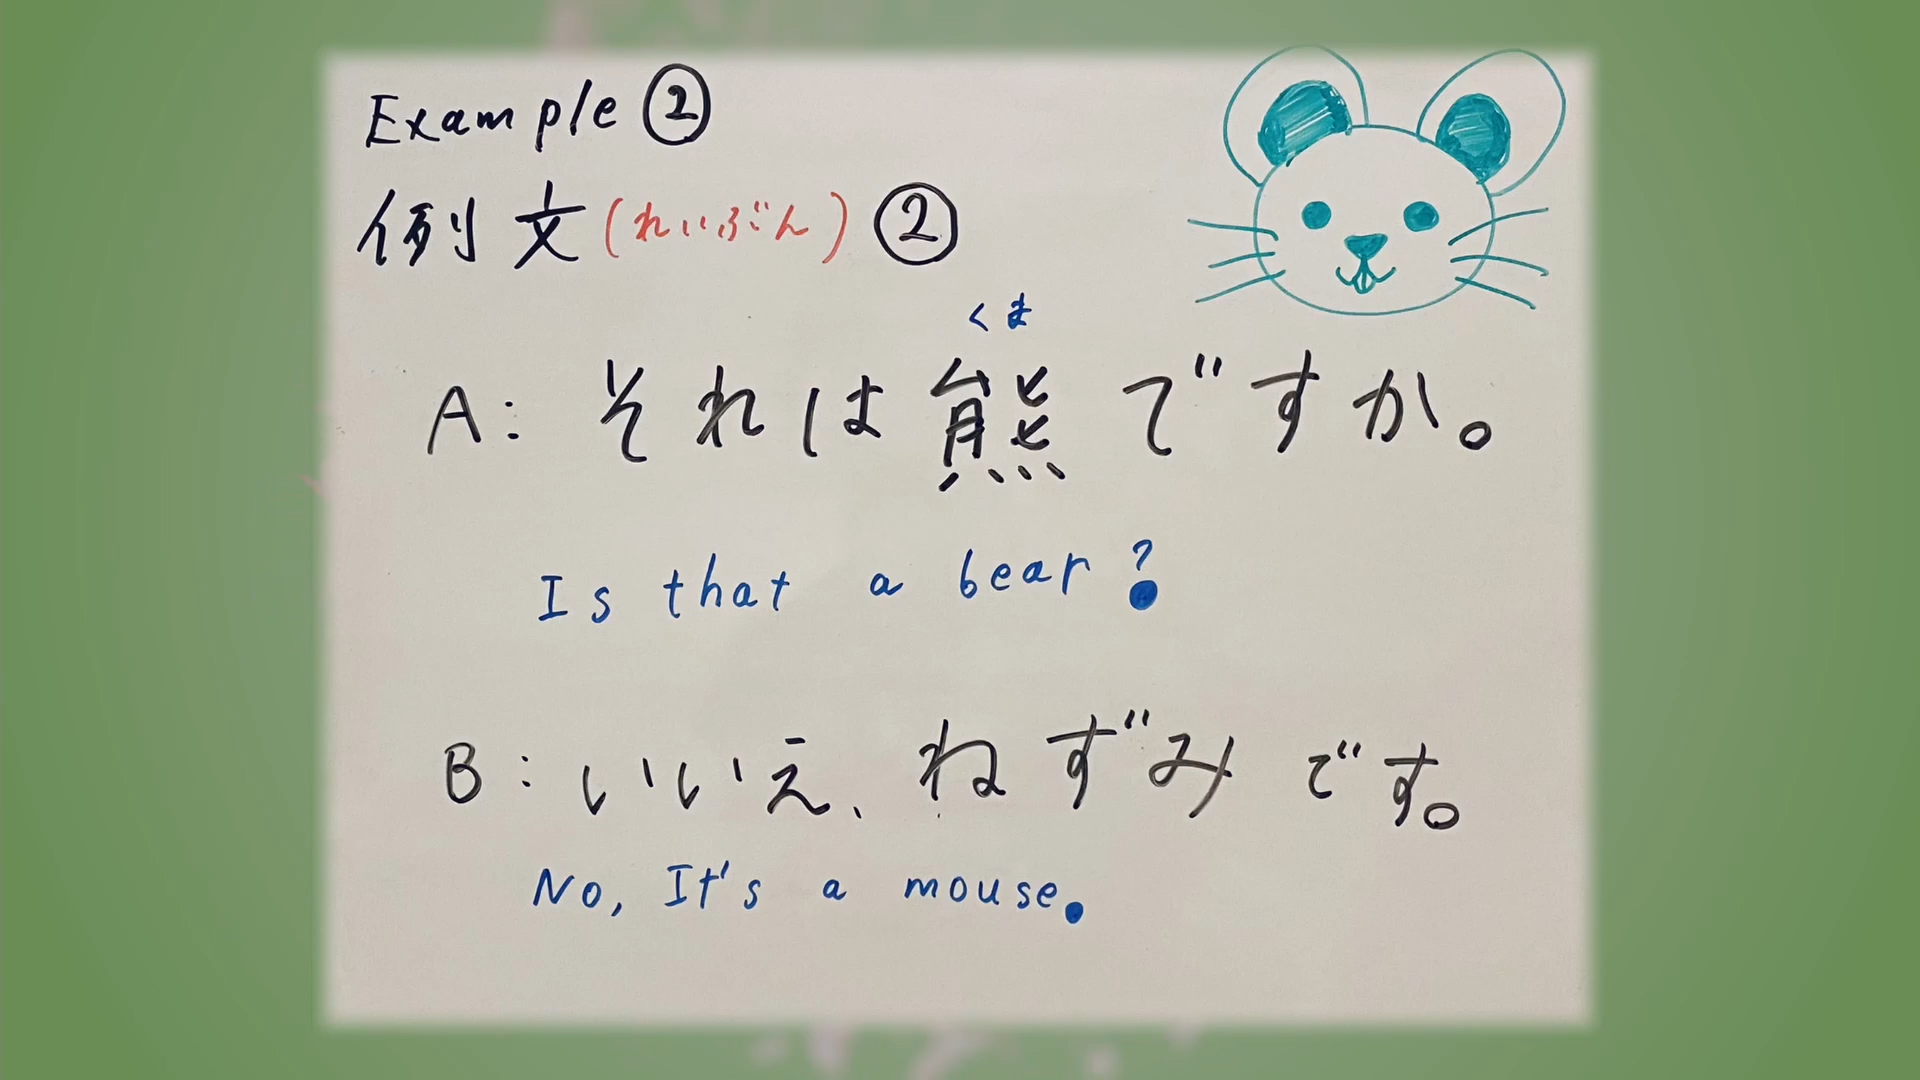 Example ②
例文(れいぶん) ②
くま
A: それは熊ですか。
Is that a bear?
B: いいえ、ねずみです。
No, It's a mouse.